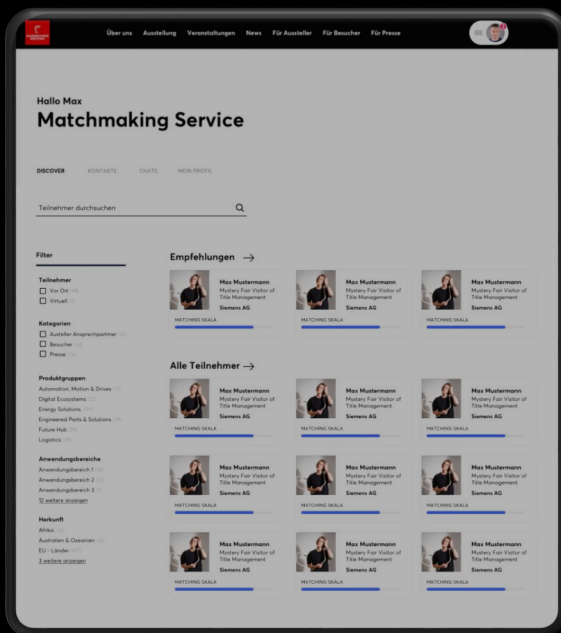 Über uns Ausstellung Veranstaltungen News Für Aussteller Für Besucher Für Presse
Hallo Max
Matchmaking Service
DISCOVER KONTAKTE CHATS MEIN PROFIL
Teilnehmer durchsuchen
Filter
Teilnehmer
Vor Ort
Virtuell
Kategorien
Austeller Ansprechpartner
Besucher
Presse
Produktgruppen
Automation, Motion & Drives
Digital Ecosystems
Energy Solutions
Engineered Parts & Solutions
Future Hub
Logistics
Anwendungsbereiche
Anwendungsbereich 1
Anwendungsbereich 2
Anwendungsbereich 3
12 weitere anzeigen
Herkunft
Afrika
Australien & Ozeanien
EU - Länder
3 weitere anzeigen
Empfehlungen →
Max Mustermann
Mystery Fair Visitor of
Title Management
Siemens AG
MATCHING SKALA
Max Mustermann
Mystery Fair Visitor of
Title Management
Siemens AG
MATCHING SKALA
Max Mustermann
Mystery Fair Visitor of
Title Management
Siemens AG
MATCHING SKALA
Alle Teilnehmer →
Max Mustermann
Mystery Fair Visitor of
Title Management
Siemens AG
MATCHING SKALA
Max Mustermann
Mystery Fair Visitor of
Title Management
Siemens AG
MATCHING SKALA
Max Mustermann
Mystery Fair Visitor of
Title Management
Siemens AG
MATCHING SKALA
Max Mustermann
Mystery Fair Visitor of
Title Management
Siemens AG
MATCHING SKALA
Max Mustermann
Mystery Fair Visitor of
Title Management
Siemens AG
MATCHING SKALA
Max Mustermann
Mystery Fair Visitor of
Title Management
Siemens AG
MATCHING SKALA
Max Mustermann
Mystery Fair Visitor of
Title Management
Siemens AG
MATCHING SKALA
Max Mustermann
Mystery Fair Visitor of
Title Management
Siemens AG
MATCHING SKALA
Max Mustermann
Mystery Fair Visitor of
Title Management
Siemens AG
MATCHING SKALA